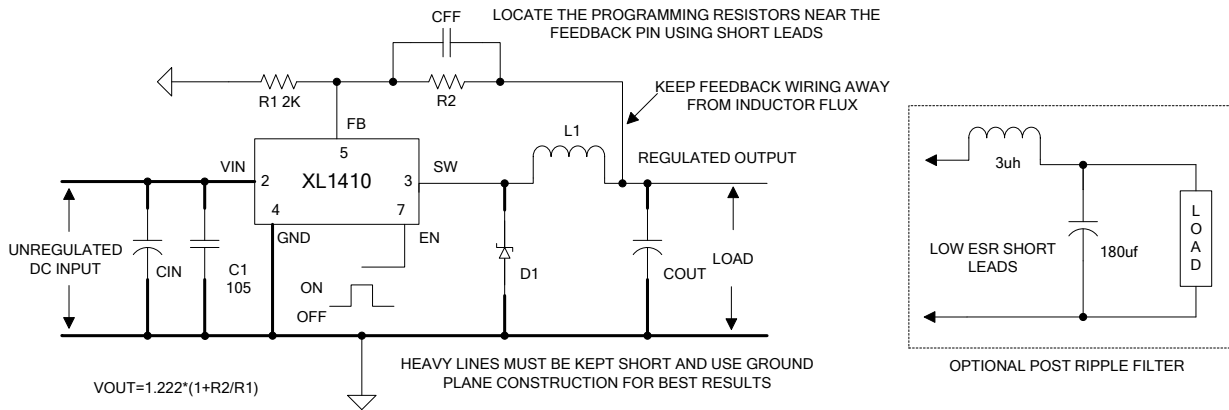 LOCATE THE PROGRAMMING RESISTORS NEAR THE
FEEDBACK PIN USING SHORT LEADS
CFF
R1 2K
R2
KEEP FEEDBACK WIRING AWAY
FROM INDUCTOR FLUX
FB
5
L1
VIN
2
XL1410
3
SW
REGULATED OUTPUT
4
7
GND
EN
UNREGULATED
DC INPUT
CIN
C1
105
ON
OFF
D1
COUT
LOAD
HEAVY LINES MUST BE KEPT SHORT AND USE GROUND
PLANE CONSTRUCTION FOR BEST RESULTS
VOUT=1.222*(1+R2/R1)
3uh
LOW ESR SHORT
LEADS
180uf
LOAD
OPTIONAL POST RIPPLE FILTER